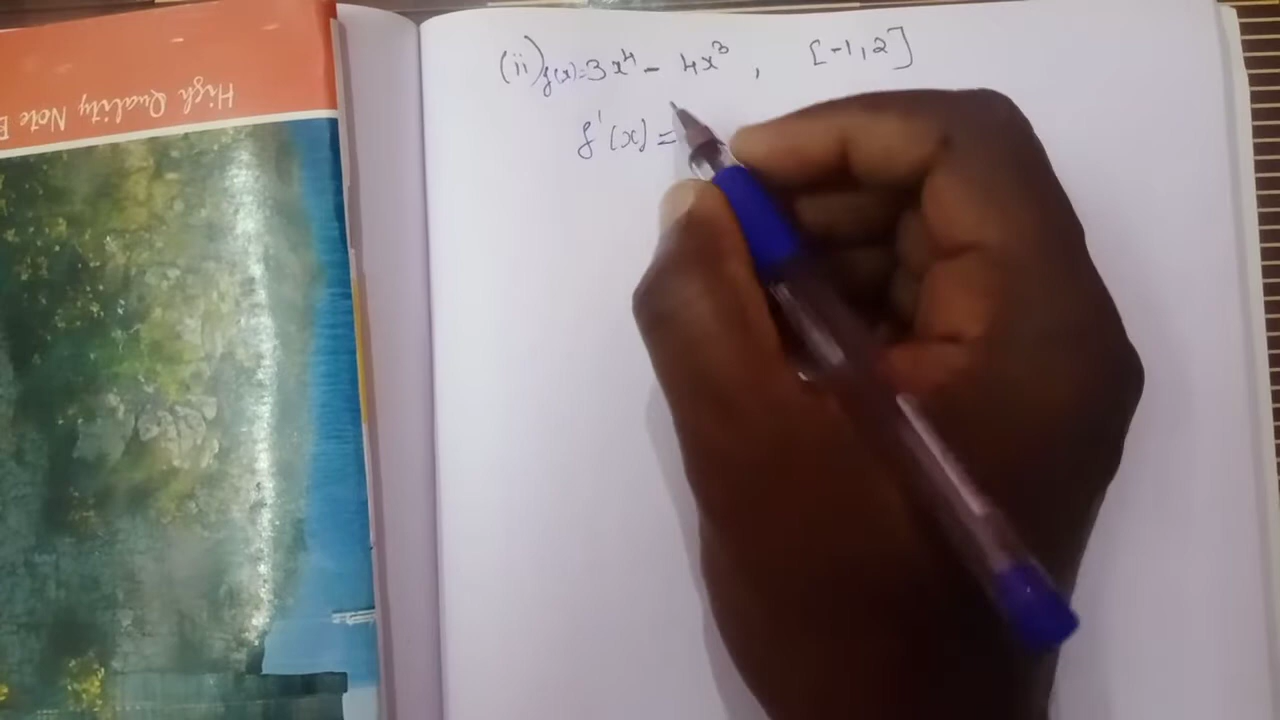 High Quality Note B
(ii) f(x)=3x⁴ - 4x³ , [-1,2]
f'(x) =